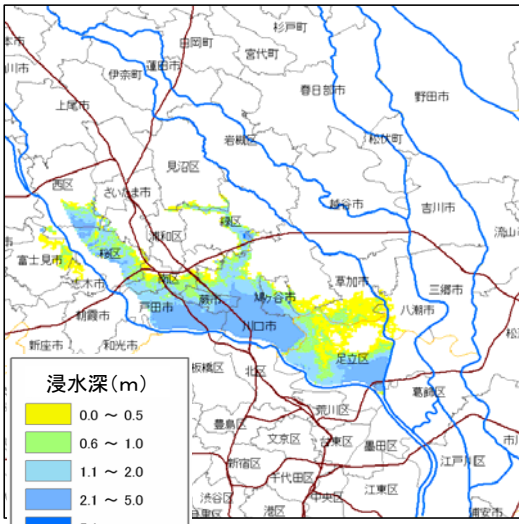 杉戸町
白岡町
宮代町
蓮田市
伊奈町
春日部市
野田市
上尾市
松伏町
岩槻区
見沼区
西区
さいたま市
越谷市
吉川市
緑区
浦和区
桜区
富士見市
南区
草加市
三郷市
志木市
蕨市
鳩ヶ谷市
八潮市
戸田市
朝霞市
川口市
新座市
和光市
足立区
板橋区
北区
葛飾区
荒川区
豊島区
文京区
台東区
墨田区
新宿区
千代田区
江戸川区
江東区
中央区
渋谷区
港区
浦安市
浸水深(m)
0.0 ～ 0.5
0.6 ～ 1.0
1.1 ～ 2.0
2.1 ～ 5.0